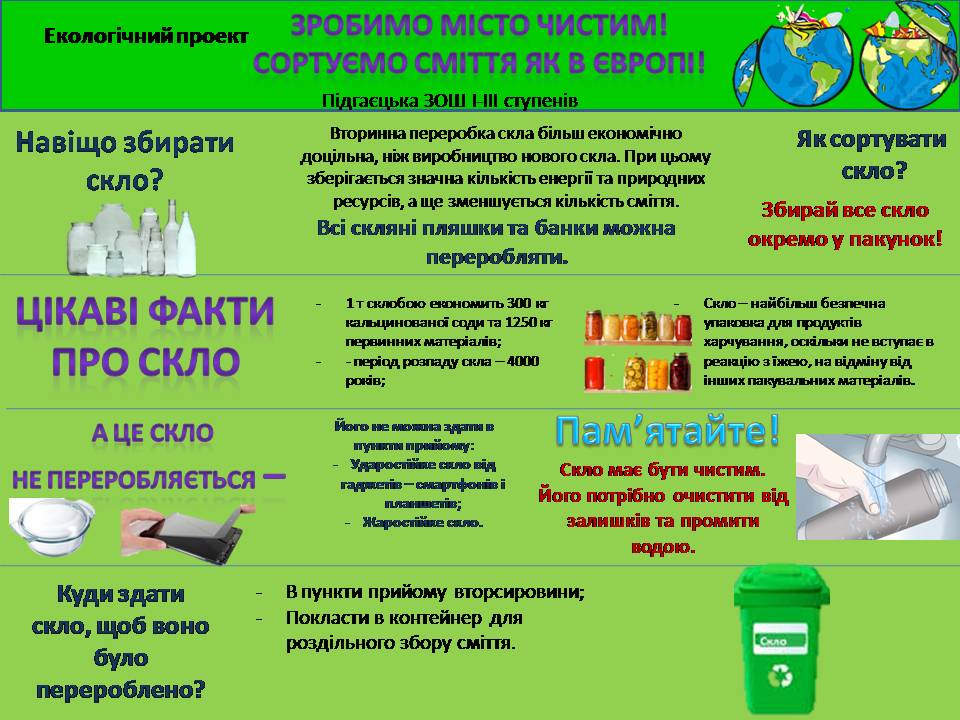 Екологічний проект
ЗРОБИМО МІСТО ЧИСТИМ!
СОРТУЄМО СМІТТЯ ЯК В ЄВРОПІ!
Підгаєцька ЗОШ І-ІІІ ступенів
Навіщо збирати
скло?
Вторинна переробка скла більш економічно
доцільна, ніж виробництво нового скла. При цьому
зберігається значна кількість енергії та природних
ресурсів, а ще зменшується кількість сміття.
Всі скляні пляшки та банки можна
переробляти.
Як сортувати
скло?
Збирай все скло
окремо у пакунок!
ЦІКАВІ ФАКТИ
ПРО СКЛО
- 1 т склобою економить 300 кг
кальцинованої соди та 1250 кг
первинних матеріалів;
- - період розпаду скла – 4000
років;
- Скло – найбільш безпечна
упаковка для продуктів
харчування, оскільки не вступає в
реакцію з їжею, на відміну від
інших пакувальних матеріалів.
А ЦЕ СКЛО
НЕ ПЕРЕРОБЛЯЄТЬСЯ –
Його не можна здати в
пункти прийому:
- Ударостійке скло від
гаджетів – смартфонів і
планшетів;
- Жаростійке скло.
Пам’ятайте!
Скло має бути чистим.
Його потрібно очистити від
залишків та промити
водою.
Куди здати
скло, щоб воно
було
перероблено?
- В пункти прийому вторсировини;
- Покласти в контейнер для
роздільного збору сміття.
Скло